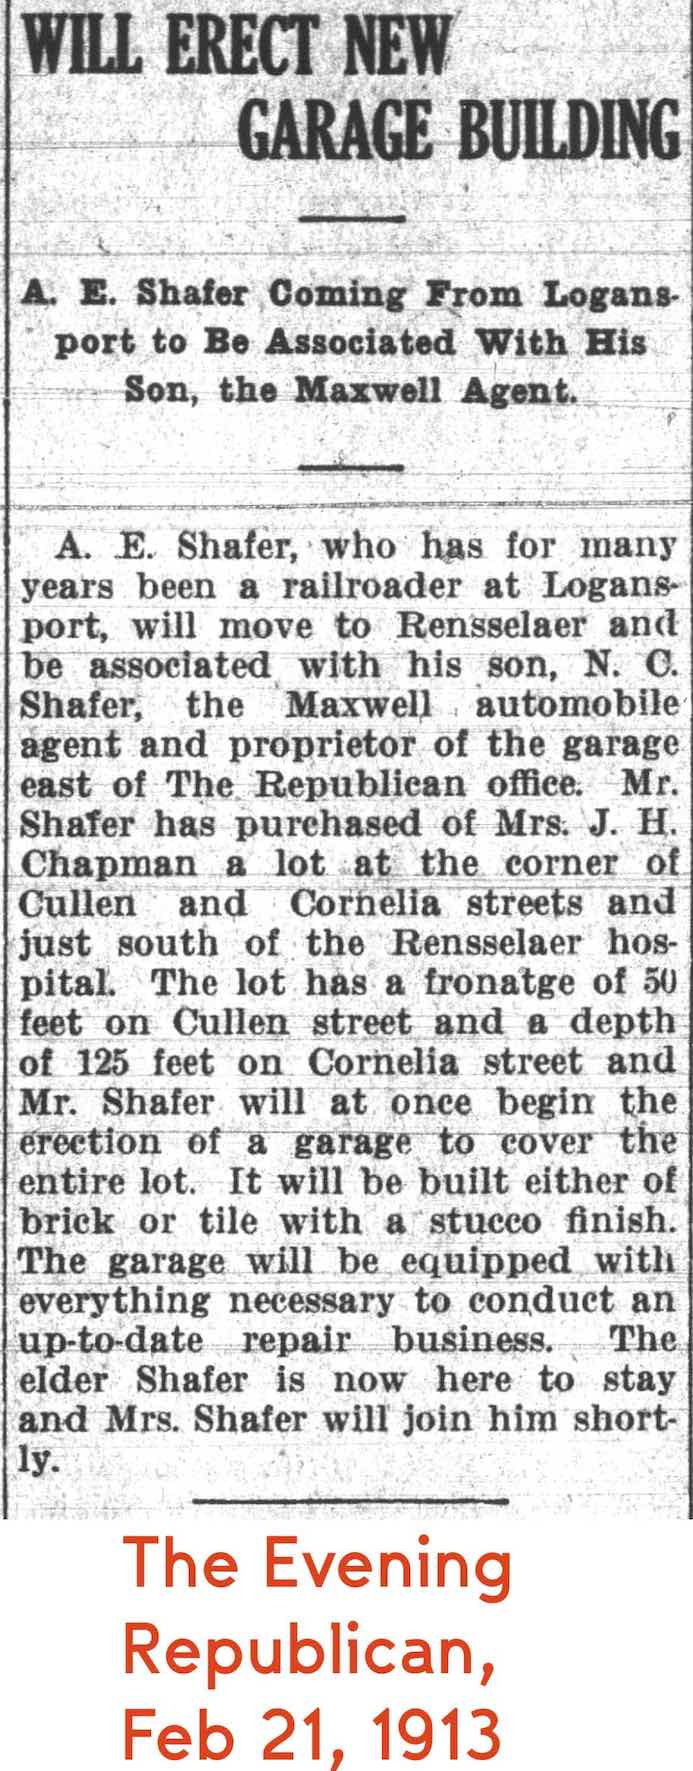 WILL ERECT NEW
GARAGE BUILDING
A. E. Shafer Coming From Logans-
port to Be Associated With His
Son, the Maxwell Agent.
A. E. Shafer, who has for many
years been a railroader at Logans-
port, will move to Rensselaer and
be associated with his son, N. C.
Shafer, the Maxwell automobile
agent and proprietor of the garage
east of The Republican office. Mr.
Shafer has purchased of Mrs. J. H.
Chapman a lot at the corner of
Cullen and Cornelia streets and
just south of the Rensselaer hos-
pital. The lot has a fronatge of 50
feet on Cullen street and a depth
of 125 feet on Cornelia street and
Mr. Shafer will at once begin the
erection of a garage to cover the
entire lot. It will be built either of
brick or tile with a stucco finish.
The garage will be equipped with
everything necessary to conduct an
up-to-date repair business. The
elder Shafer is now here to stay
and Mrs. Shafer will join him short-
ly.
The Evening
Republican,
Feb 21, 1913